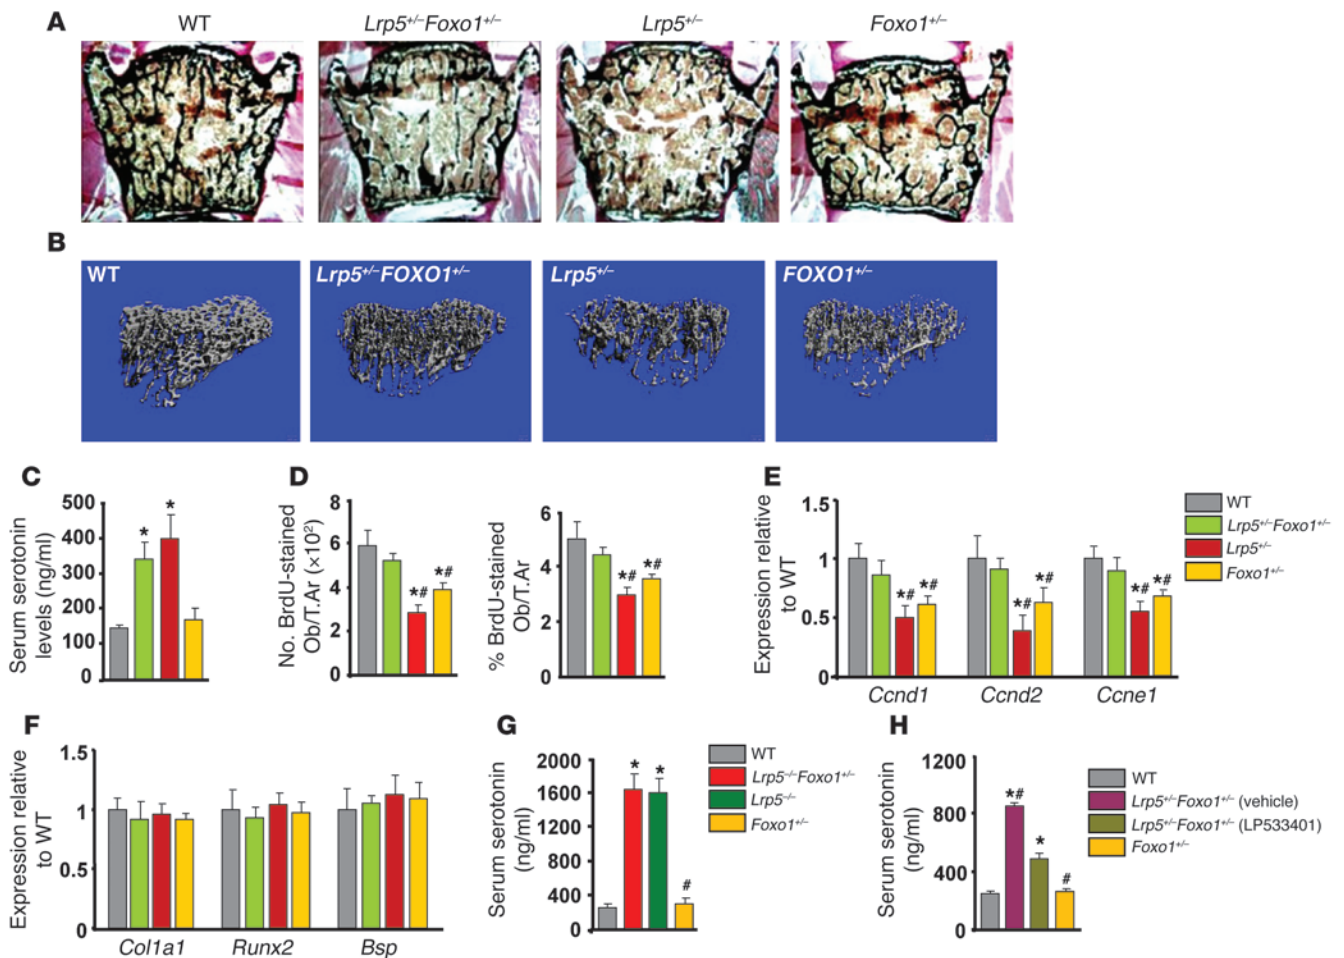 A
WT
Lrp5+/–Foxo1+/–
Lrp5+/–
Foxo1+/–
B
WT
Lrp5+/–FOXO1+/–
Lrp5+/–
FOXO1+/–
C
Serum serotonin
levels (ng/ml)
500
400
300
200
100
0
*
*
D
No. BrdU-stained
Ob/T.Ar (×10²)
8
6
4
2
0
*#
*#
% BrdU-stained
Ob/T.Ar
6
4
2
0
*#
*#
E
Expression relative
to WT
1.5
1
0.5
0
*#
*#
*#
*#
*#
*#
Ccnd1
Ccnd2
Ccne1
WT
Lrp5+/–Foxo1+/–
Lrp5+/–
Foxo1+/–
F
Expression relative
to WT
1.5
1
0.5
0
Col1a1
Runx2
Bsp
G
Serum serotonin
(ng/ml)
2000
1600
1200
800
400
0
*
*
#
WT
Lrp5–/–Foxo1+/–
Lrp5–/–
Foxo1+/–
H
Serum serotonin
(ng/ml)
1200
800
400
0
*#
*
#
WT
Lrp5+/–Foxo1+/– (vehicle)
Lrp5+/–Foxo1+/– (LP533401)
Foxo1+/–